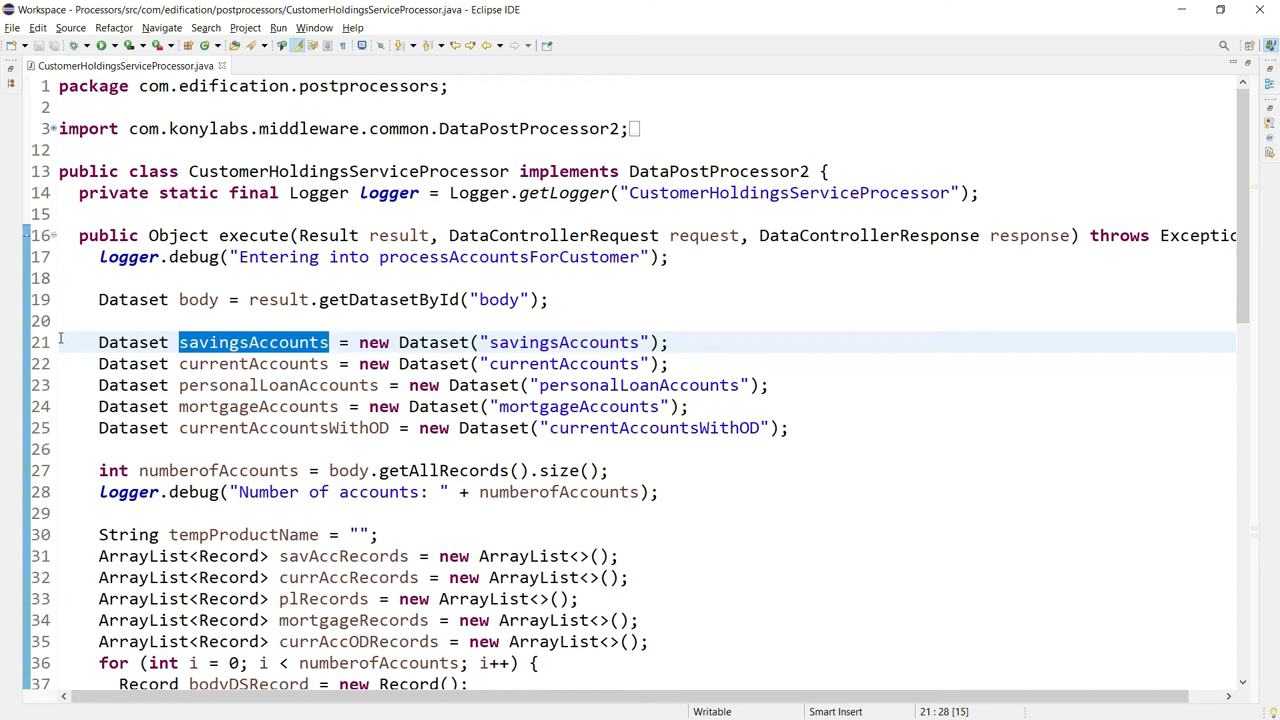 Workspace - Processors/src/com/edification/postprocessors/CustomerHoldingsServiceProcessor.java - Eclipse IDE
File Edit Source Refactor Navigate Search Project Run Window Help
CustomerHoldingsServiceProcessor.java
1 package com.edification.postprocessors;
2
3 import com.konylabs.middleware.common.DataPostProcessor2;
12
13 public class CustomerHoldingsServiceProcessor implements DataPostProcessor2 {
14 private static final Logger logger = Logger.getLogger("CustomerHoldingsServiceProcessor");
15
16 public Object execute(Result result, DataControllerRequest request, DataControllerResponse response) throws Exceptio
17 logger.debug("Entering into processAccountsForCustomer");
18
19 Dataset body = result.getDatasetById("body");
20
21 Dataset savingsAccounts = new Dataset("savingsAccounts");
22 Dataset currentAccounts = new Dataset("currentAccounts");
23 Dataset personalLoanAccounts = new Dataset("personalLoanAccounts");
24 Dataset mortgageAccounts = new Dataset("mortgageAccounts");
25 Dataset currentAccountsWithOD = new Dataset("currentAccountsWithOD");
26
27 int numberofAccounts = body.getAllRecords().size();
28 logger.debug("Number of accounts: " + numberofAccounts);
29
30 String tempProductName = "";
31 ArrayList<Record> savAccRecords = new ArrayList<>();
32 ArrayList<Record> currAccRecords = new ArrayList<>();
33 ArrayList<Record> plRecords = new ArrayList<>();
34 ArrayList<Record> mortgageRecords = new ArrayList<>();
35 ArrayList<Record> currAccODRecords = new ArrayList<>();
36 for (int i = 0; i < numberofAccounts; i++) {
37 Record bodyDSRecord = new Record();
Writable Smart Insert 21 : 28 [15]